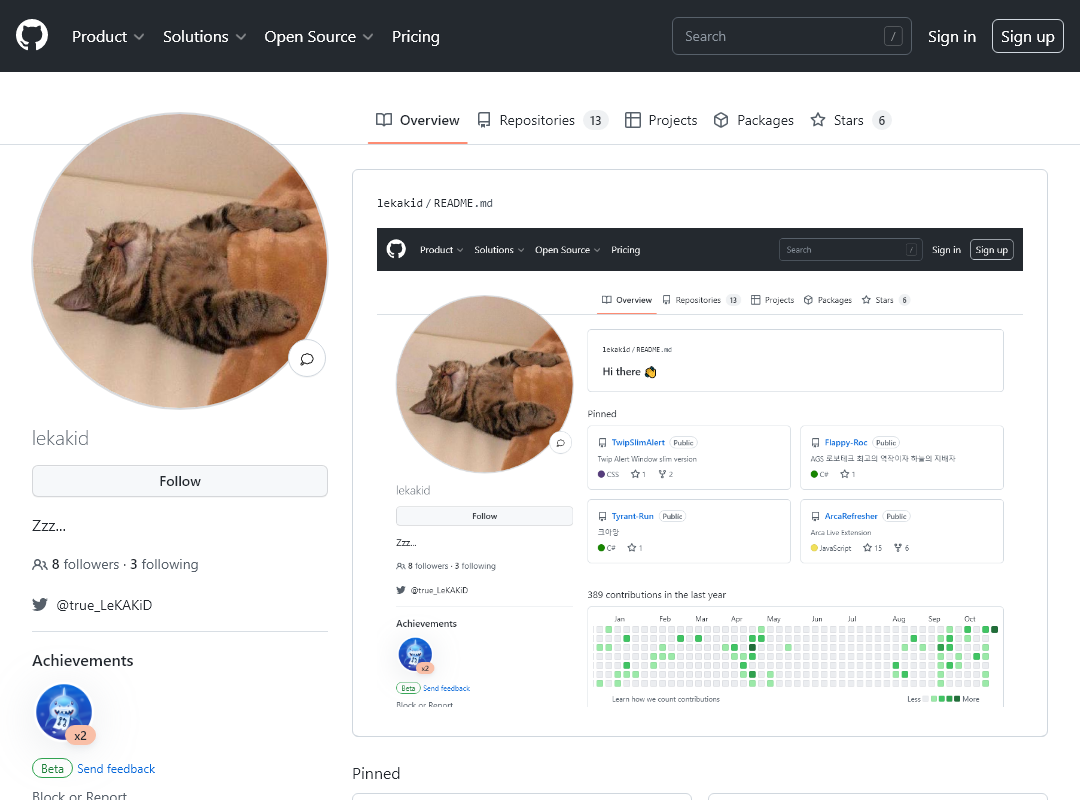 Product Solutions Open Source Pricing Search / Sign in Sign up
Overview Repositories 13 Projects Packages Stars 6
lekakid
Follow
Zzz...
8 followers · 3 following
@true_LeKAKiD
Achievements
x2
Beta Send feedback
Block or Report
lekakid / README.md
Product Solutions Open Source Pricing Search / Sign in Sign up
Overview Repositories 13 Projects Packages Stars 6
lekakid
Follow
Zzz...
8 followers · 3 following
@true_LeKAKiD
Achievements
x2
Beta Send feedback
Block or Report
lekakid / README.md
Hi there 👏
Pinned
TwipSlimAlert Public
Twip Alert Window slim version
CSS 1 2
Flappy-Roc Public
AGS 로보테크 최고의 역작이자 하늘의 지배자
C# 1
Tyrant-Run Public
크아앙
C# 1
ArcaRefresher Public
Arca Live Extension
JavaScript 15 6
389 contributions in the last year
Jan Feb Mar Apr May Jun Jul Aug Sep Oct
Learn how we count contributions Less More
Pinned